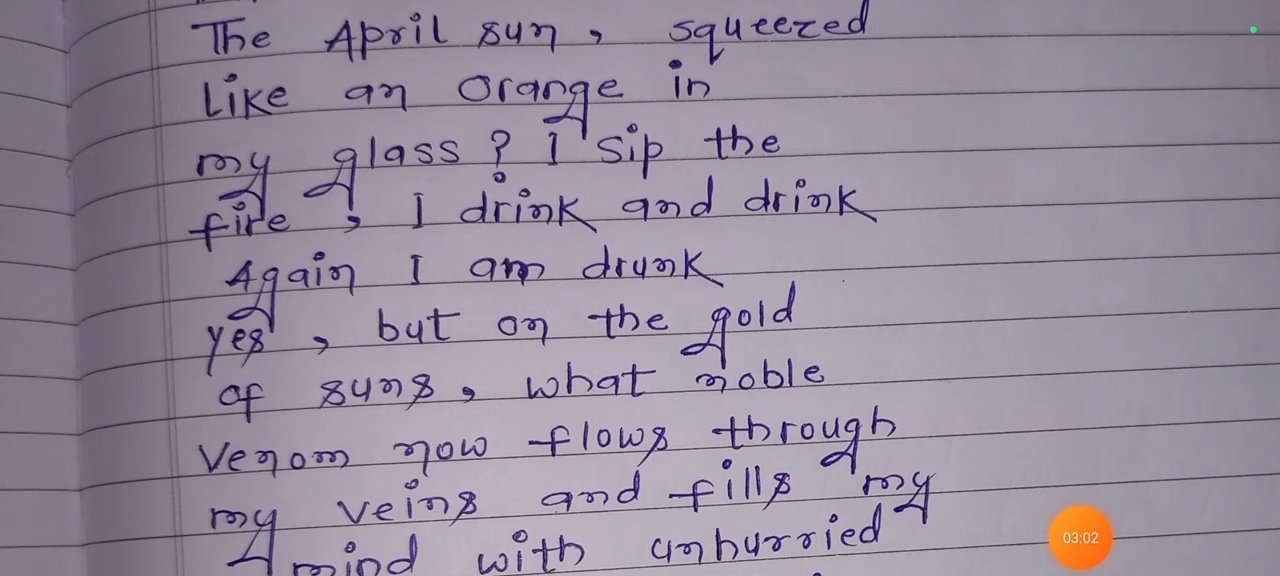 The April sun, squeezed
Like an orange in
my glass? I sip the
fire, I drink and drink
Again I am drunk
yes, but on the gold
of suns, what noble
venom now flows through
my veins and fills my
mind with unhurried
03:02